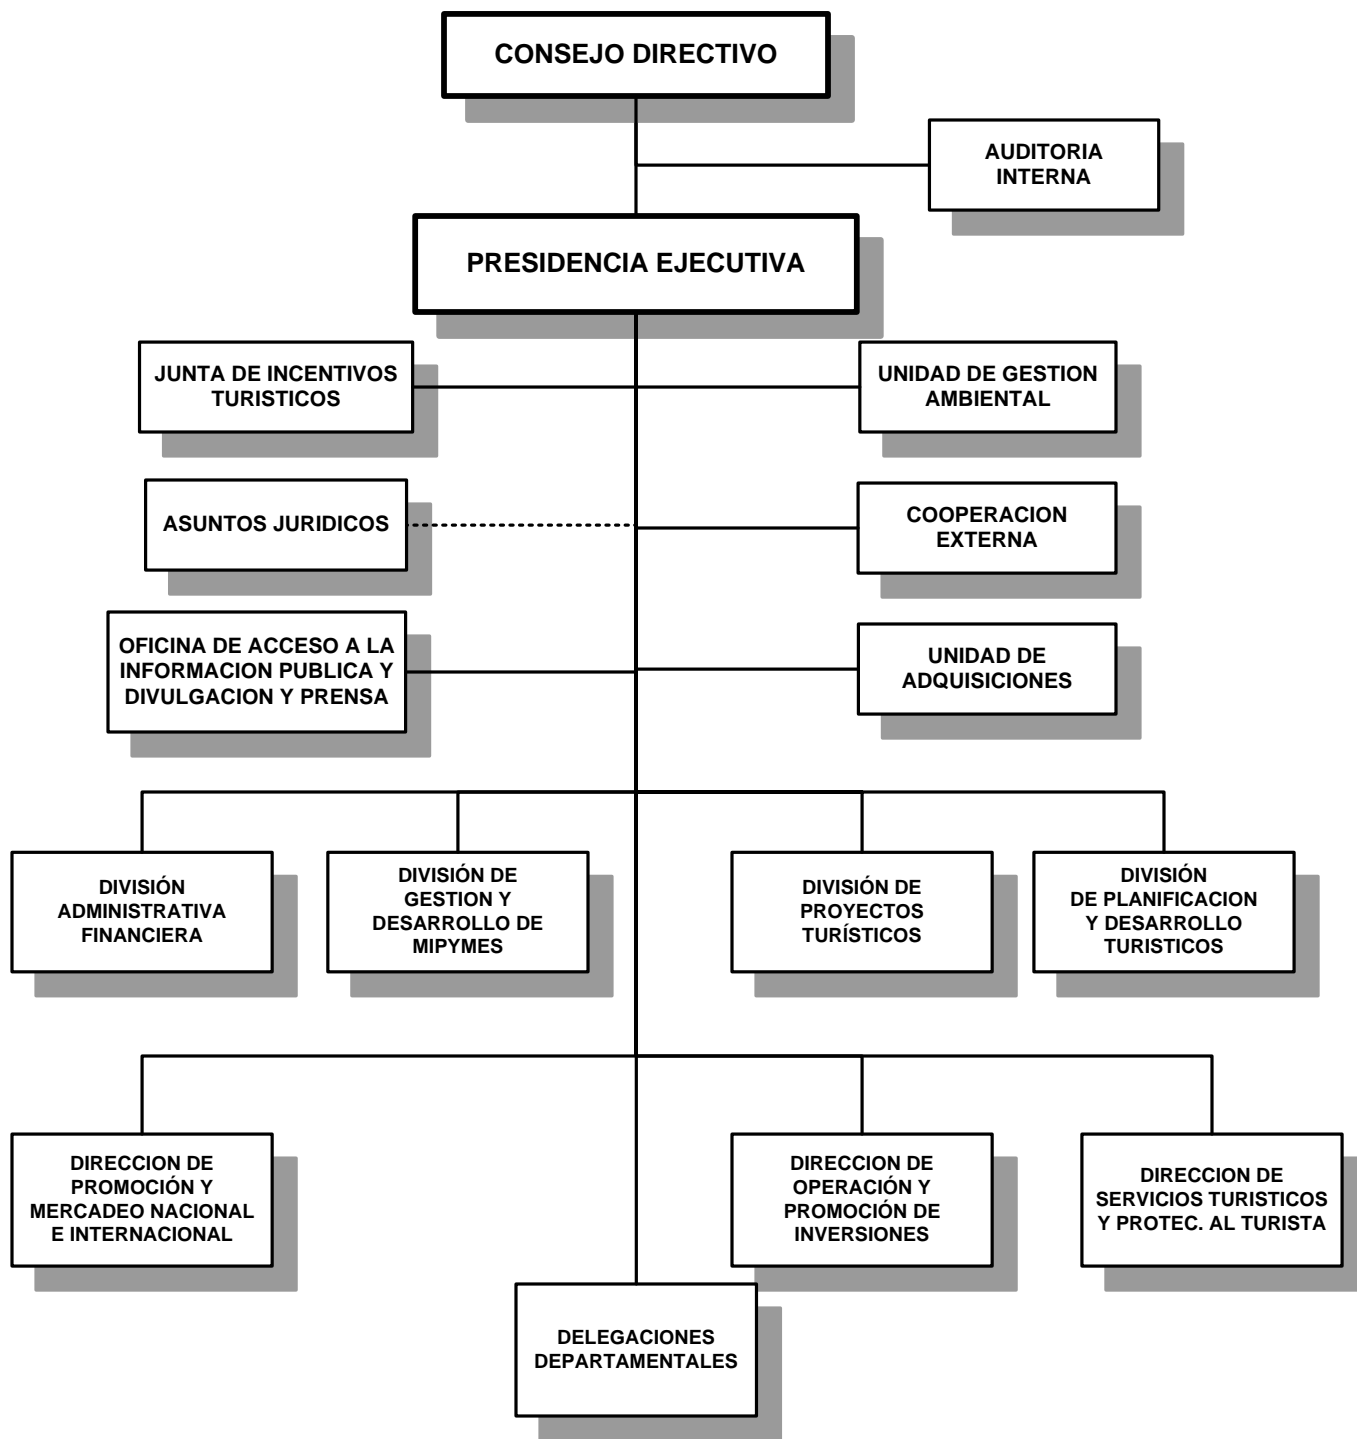 CONSEJO DIRECTIVO
AUDITORIA
INTERNA
PRESIDENCIA EJECUTIVA
JUNTA DE INCENTIVOS
TURISTICOS
UNIDAD DE GESTION
AMBIENTAL
ASUNTOS JURIDICOS
COOPERACION
EXTERNA
OFICINA DE ACCESO A LA
INFORMACION PUBLICA Y
DIVULGACION Y PRENSA
UNIDAD DE
ADQUISICIONES
DIVISIÓN
ADMINISTRATIVA
FINANCIERA
DIVISIÓN DE
GESTION Y
DESARROLLO DE
MIPYMES
DIVISIÓN DE
PROYECTOS
TURÍSTICOS
DIVISIÓN
DE PLANIFICACION
Y DESARROLLO
TURISTICOS
DIRECCION DE
PROMOCIÓN Y
MERCADEO NACIONAL
E INTERNACIONAL
DIRECCION DE
OPERACIÓN Y
PROMOCIÓN DE
INVERSIONES
DIRECCION DE
SERVICIOS TURISTICOS
Y PROTEC. AL TURISTA
DELEGACIONES
DEPARTAMENTALES